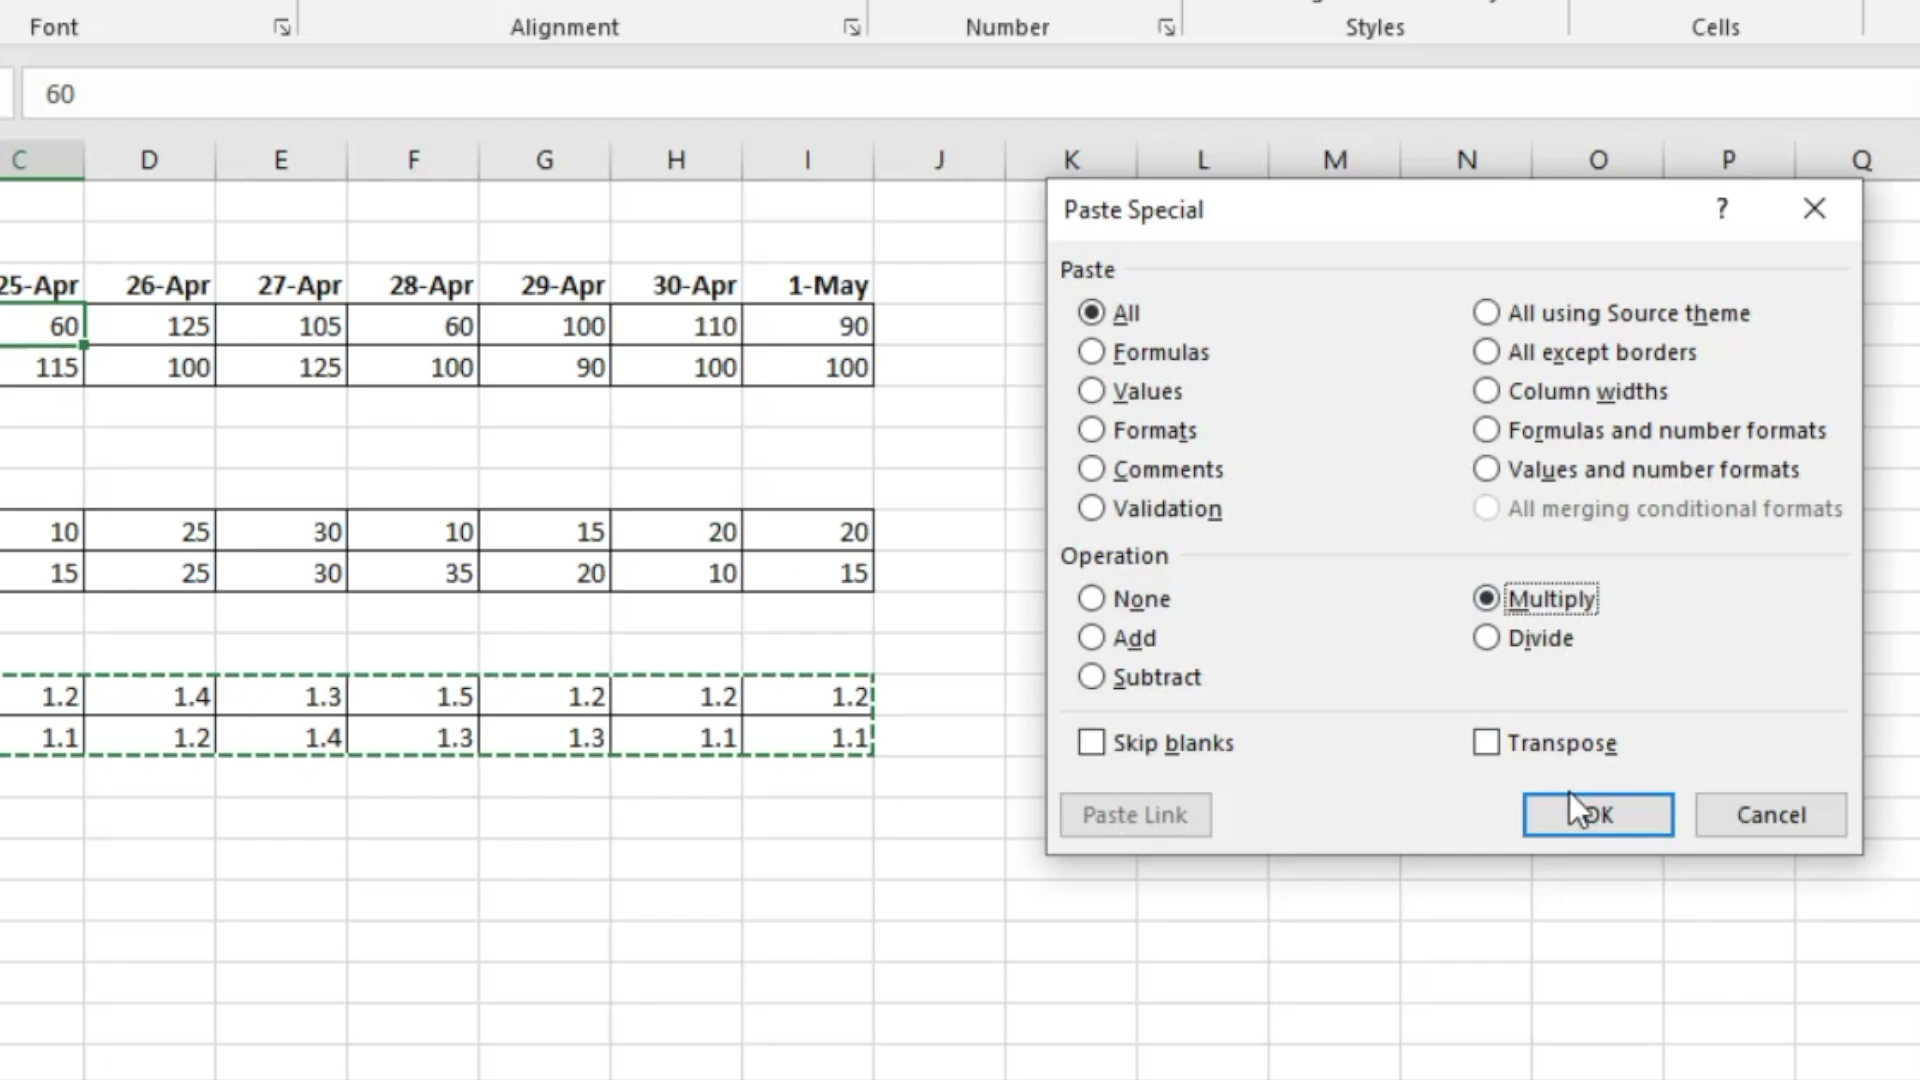 Font Alignment Number Styles Cells
60
C D E F G H I J K L M N O P Q
25-Apr 26-Apr 27-Apr 28-Apr 29-Apr 30-Apr 1-May
60 125 105 60 100 110 90
115 100 125 100 90 100 100
10 25 30 10 15 20 20
15 25 30 35 20 10 15
1.2 1.4 1.3 1.5 1.2 1.2 1.2
1.1 1.2 1.4 1.3 1.3 1.1 1.1
Paste Special ?
Paste
All All using Source theme
Formulas All except borders
Values Column widths
Formats Formulas and number formats
Comments Values and number formats
Validation All merging conditional formats
Operation
None Multiply
Add Divide
Subtract
Skip blanks Transpose
Paste Link OK Cancel